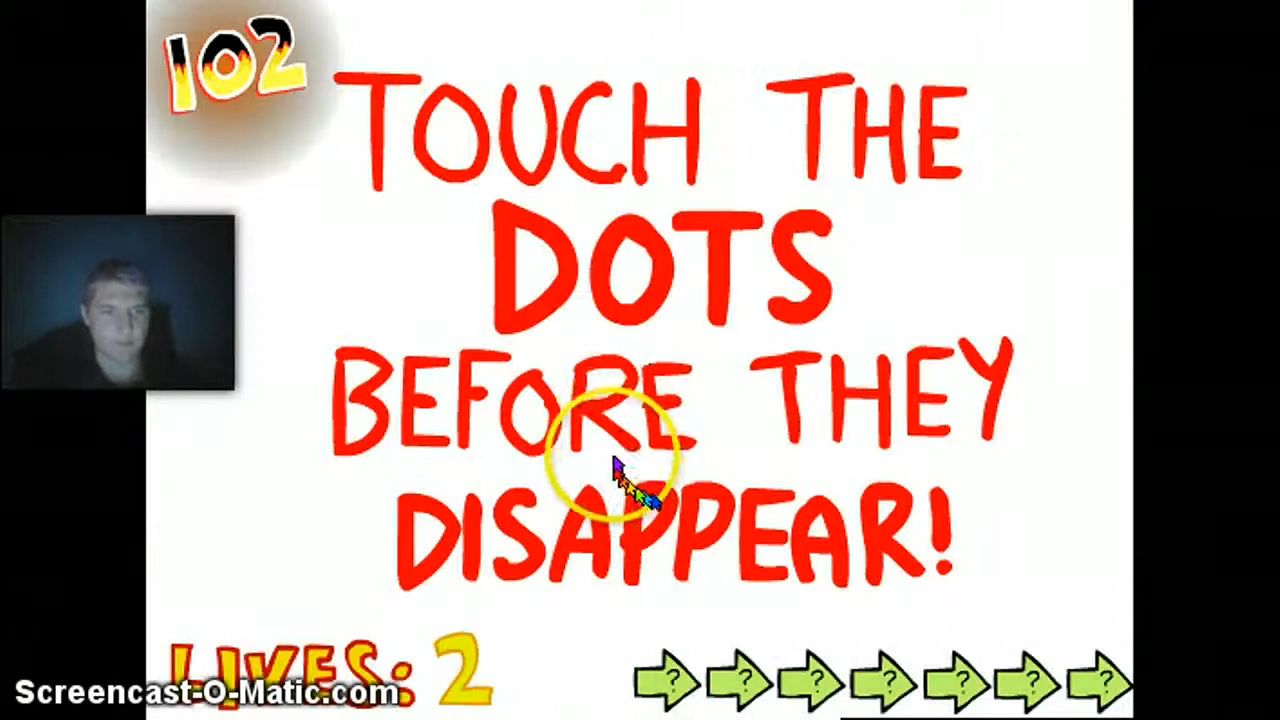 102
TOUCH THE
DOTS
BEFORE THEY
DISAPPEAR!
LIVES: 2
? ? ? ? ? ? ?
Screencast-O-Matic.com